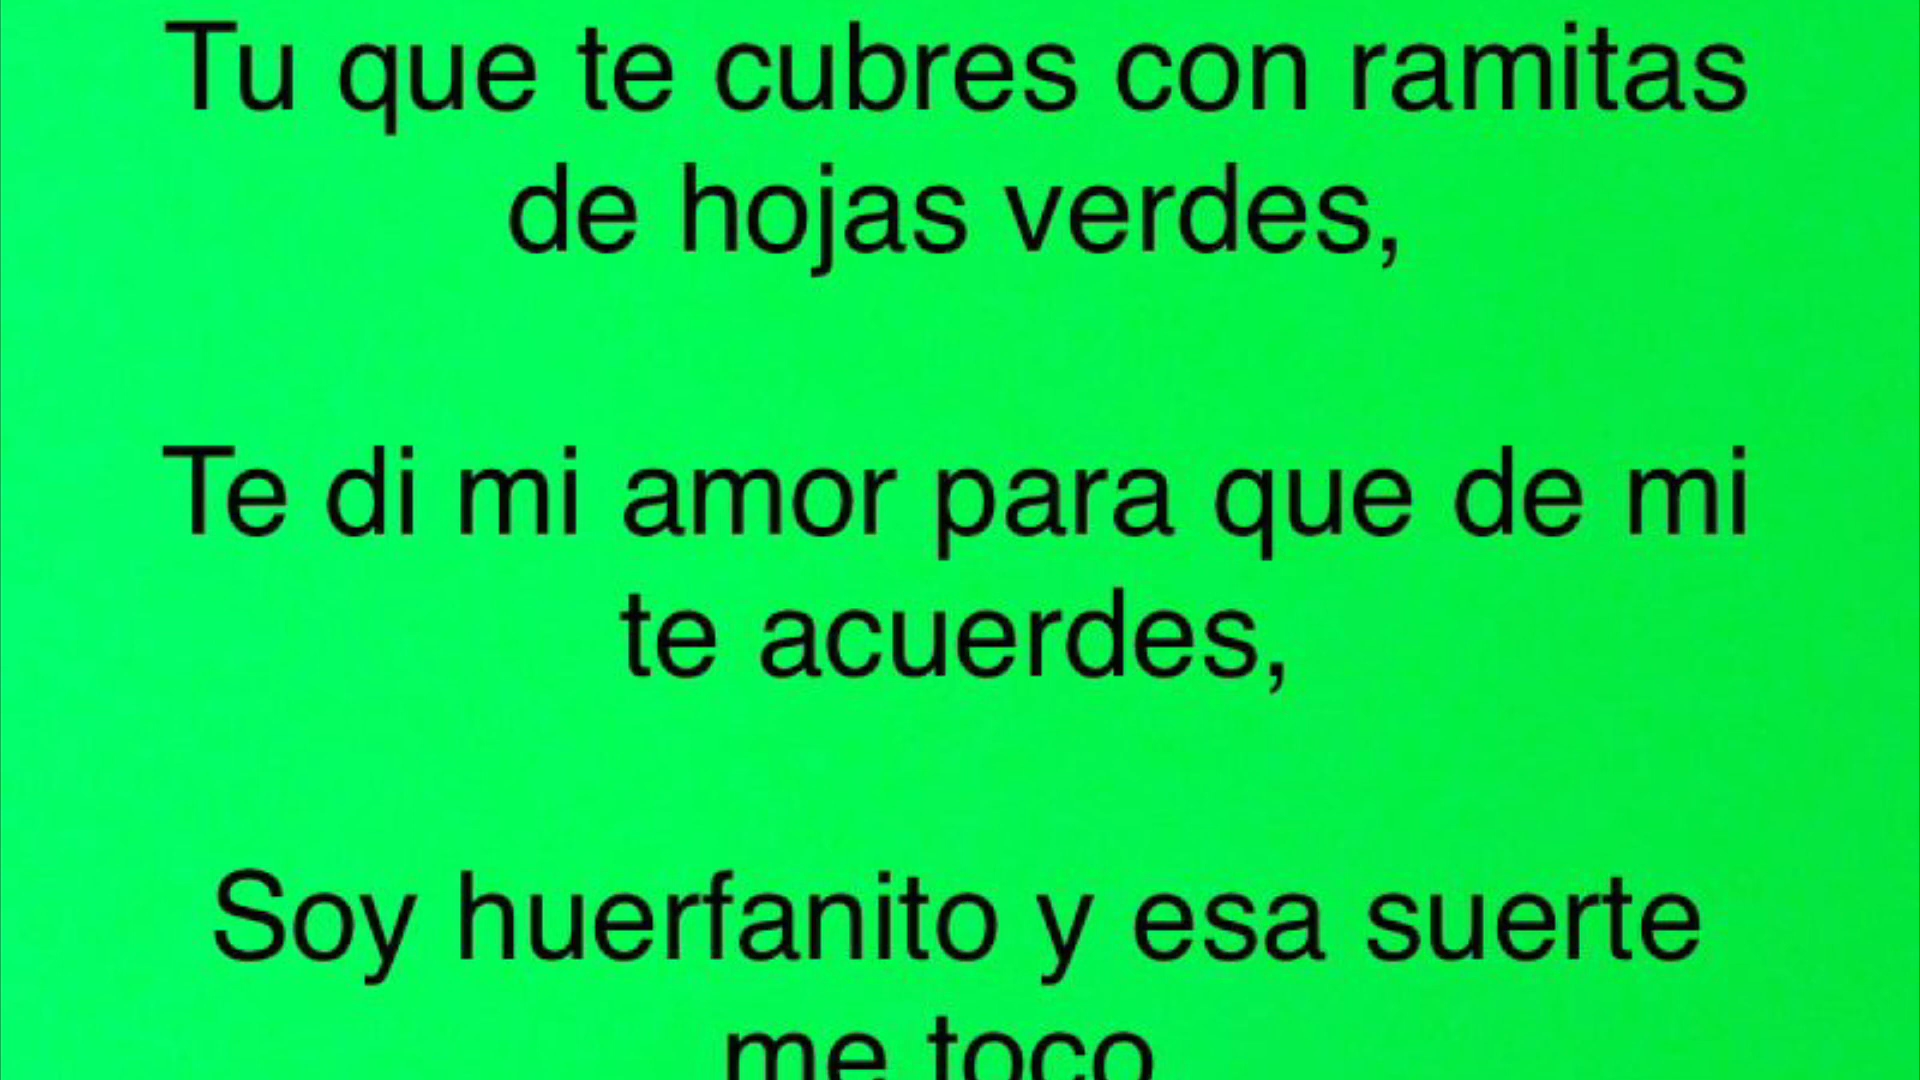 Tu que te cubres con ramitas
de hojas verdes,
Te di mi amor para que de mi
te acuerdes,
Soy huerfanito y esa suerte
me toco